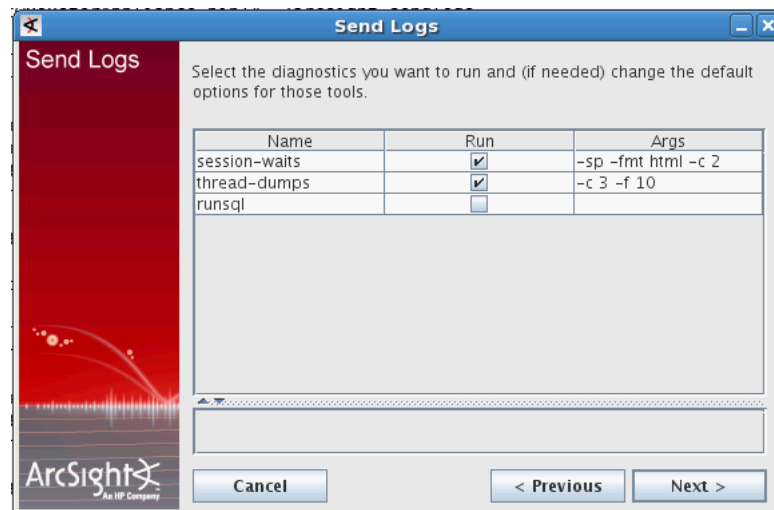 Send Logs
Send Logs
Select the diagnostics you want to run and (if needed) change the default
options for those tools.
Name Run Args
session-waits -sp -fmt html -c 2
thread-dumps -c 3 -f 10
runsql
ArcSight
An HP Company
Cancel < Previous Next >